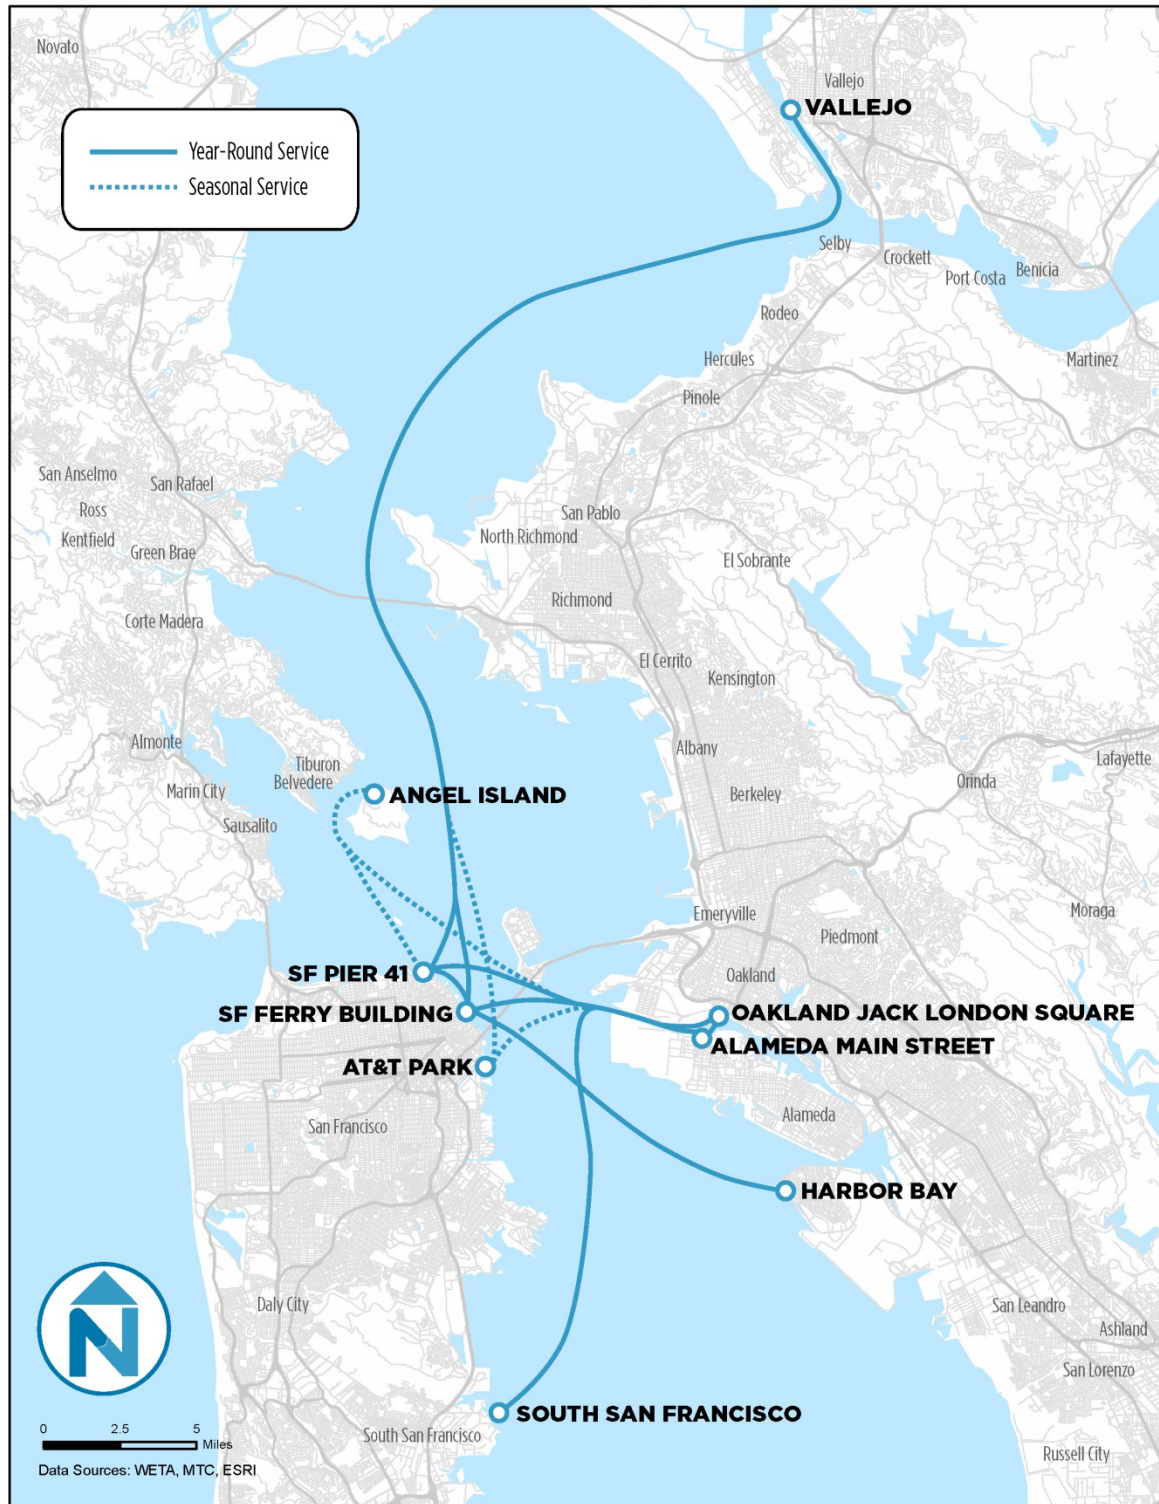 Novato
Vallejo
VALLEJO
Year-Round Service
Seasonal Service
Selby
Crockett
Port Costa
Benicia
Rodeo
Hercules
Martinez
Pinole
San Anselmo
San Rafael
Ross
Kentfield
Green Brae
San Pablo
North Richmond
El Sobrante
Richmond
Corte Madera
El Cerrito
Kensington
Almonte
Albany
Tiburon
Belvedere
Marin City
Lafayette
Orinda
ANGEL ISLAND
Berkeley
Sausalito
Emeryville
Moraga
Piedmont
SF PIER 41
Oakland
SF FERRY BUILDING
OAKLAND JACK LONDON SQUARE
ALAMEDA MAIN STREET
AT&T PARK
San Francisco
Alameda
HARBOR BAY
N
Daly City
San Leandro
Ashland
San Lorenzo
SOUTH SAN FRANCISCO
South San Francisco
0 2.5 5
Miles
Russell City
Data Sources: WETA, MTC, ESRI